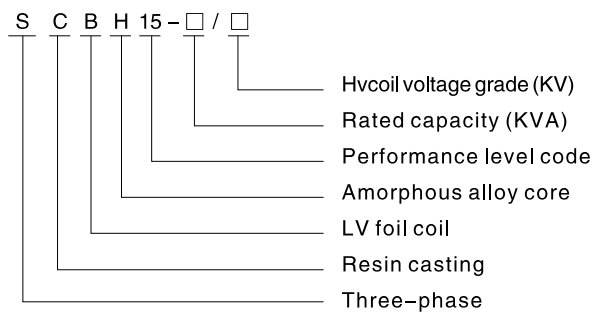 S C B H 15-□/□
Hvcoil voltage grade (KV)
Rated capacity (KVA)
Performance level code
Amorphous alloy core
LV foil coil
Resin casting
Three-phase